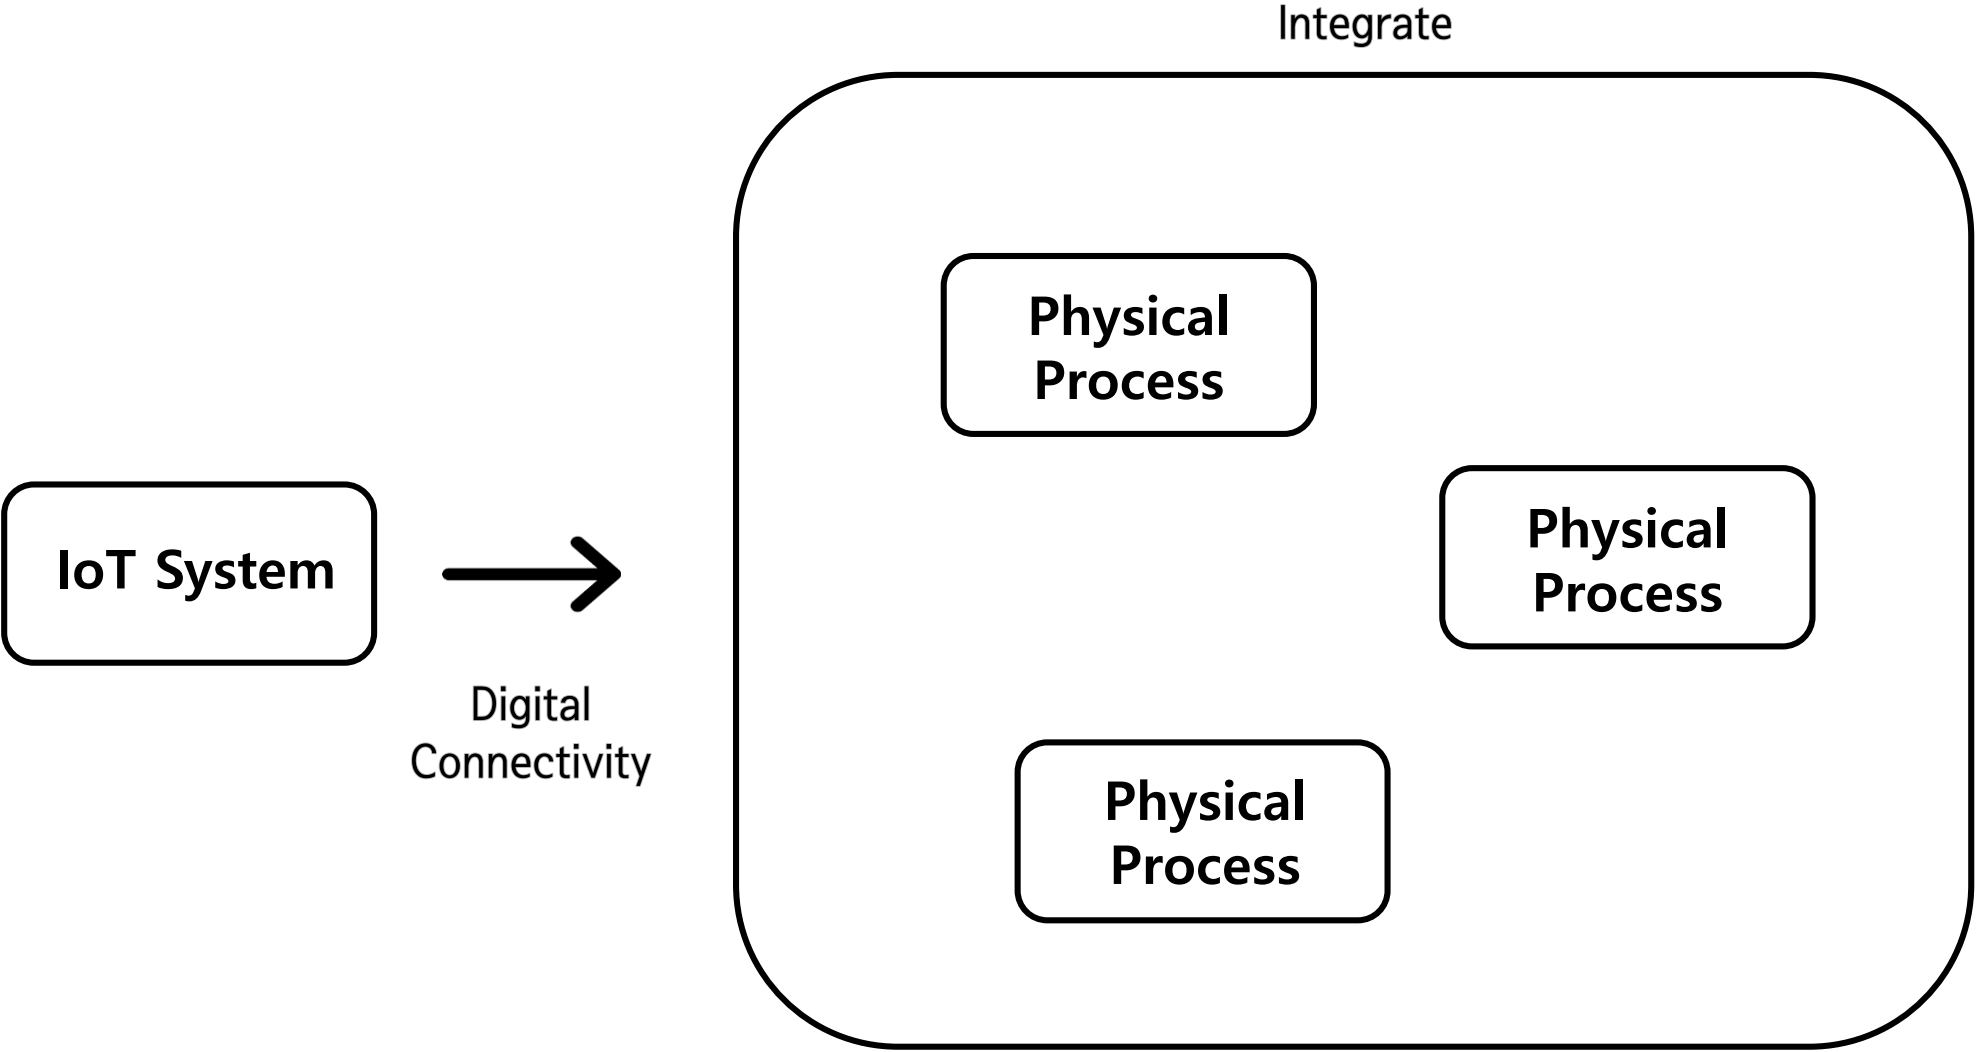 Integrate
Physical
Process
Physical
Process
IoT System
Digital
Connectivity
Physical
Process